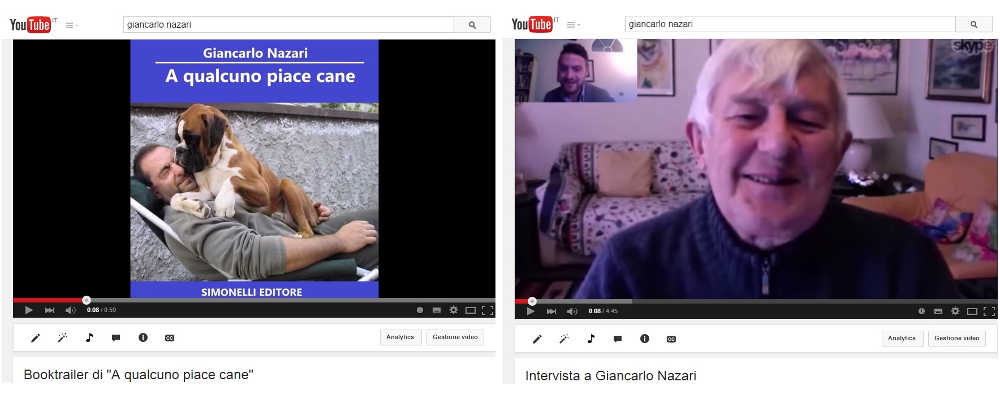 YouTube IT
giancarlo nazari
Giancarlo Nazari
A qualcuno piace cane
SIMONELLI EDITORE
0:08 / 0:59
CC
Analytics
Gestione video
Booktrailer di "A qualcuno piace cane"
YouTube IT
giancarlo nazari
skype
0:08 / 4:45
CC
Analytics
Gestione video
Intervista a Giancarlo Nazari